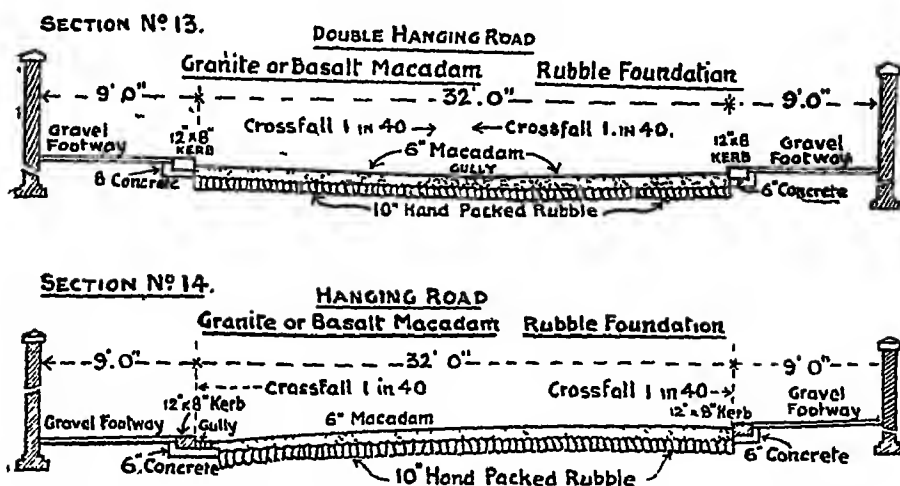 SECTION No 13.
DOUBLE HANGING ROAD
Granite or Basalt Macadam Rubble Foundation
9'.0" 32'.0" 9'.0"
Crossfall 1 in 40 Crossfall 1. in 40.
12"x8" KERB
12"x8" KERB
Gravel Footway
Gravel Footway
6" Macadam
GULLY
8 Concrete
6" Concrete
10" Hand Packed Rubble
SECTION No 14.
HANGING ROAD
Granite or Basalt Macadam Rubble Foundation
9'.0" 32' 0" 9' 0"
Crossfall 1 in 40 Crossfall 1 in 40
12"x8" Kerb
12"x8" Kerb
Gravel Footway
Gully
6" Macadam
Gravel Footway
6" Concrete
6" Concrete
10" Hand Packed Rubble